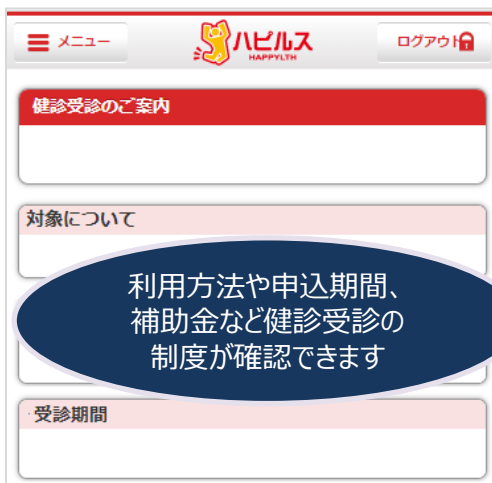 メニュー
ハピルス
HAPPYLTH
ログアウト
健診受診のご案内
対象について
利用方法や申込期間、
補助金など健診受診の
制度が確認できます
受診期間